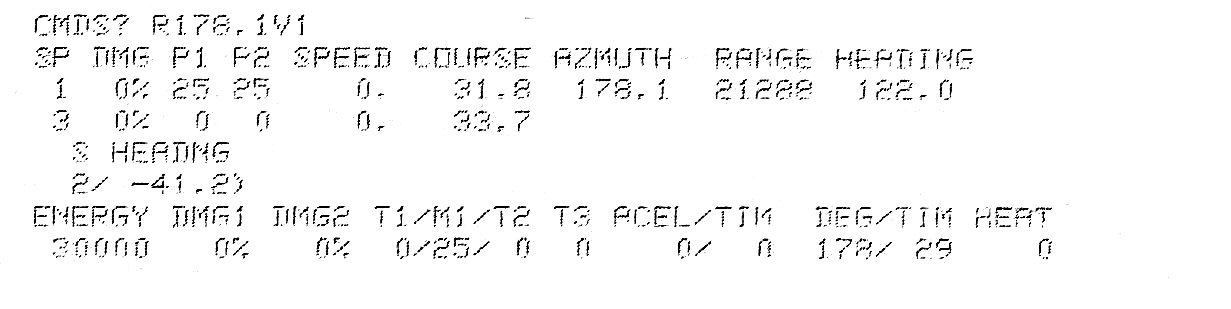 CMDS? R178.1V1
SP DMG P1 P2 SPEED COURSE AZMUTH RANGE HEADING
1 0% 25 25 0. 31.8 178.1 21288 122.0
3 0% 0 0 0. 33.7
S HEADNG
2/ -41.2)
ENERGY DMG1 DMG2 T1/M1/T2 T3 ACEL/TIM DEG/TIM HEAT
30000 0% 0% 0/25/ 0 0 0/ 0 178/ 29 0